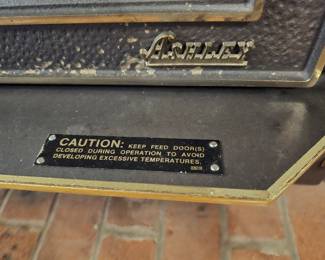 ASHLEY
CAUTION: KEEP FEED DOOR(S)
CLOSED DURING OPERATION TO AVOID
DEVELOPING EXCESSIVE TEMPERATURES.